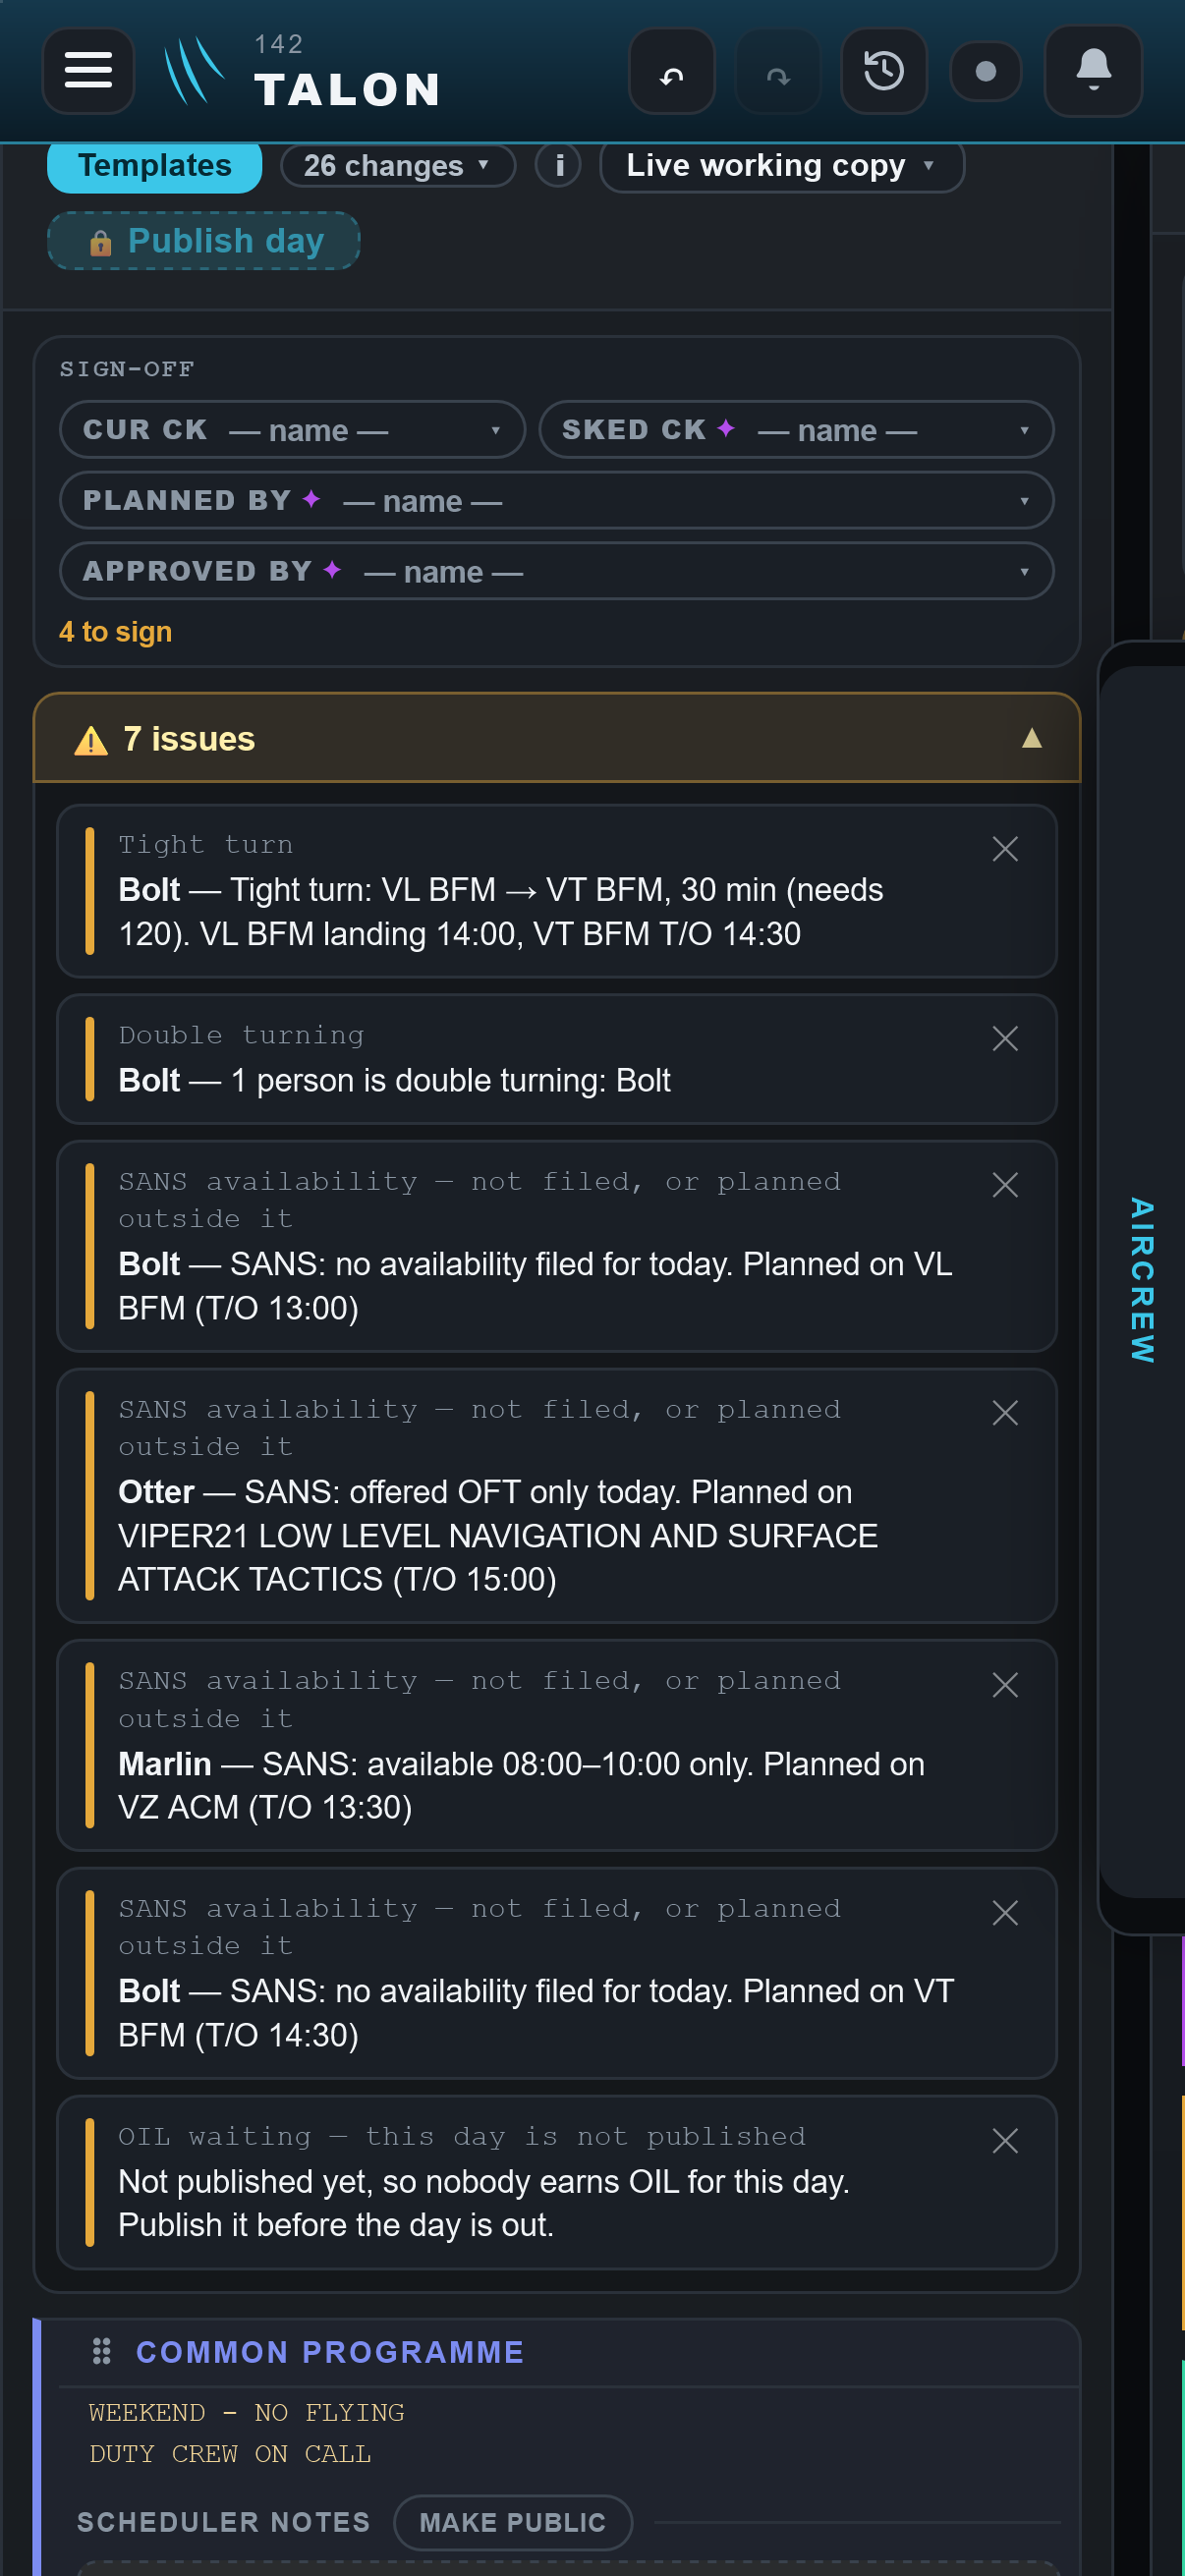 142
TALON
Templates
26 changes ▾
i
Live working copy ▾
🔒 Publish day
SIGN-OFF
CUR CK — name — ▾
SKED CK ✦ — name — ▾
PLANNED BY ✦ — name — ▾
APPROVED BY ✦ — name — ▾
4 to sign
⚠️ 7 issues ▲
Tight turn
Bolt — Tight turn: VL BFM → VT BFM, 30 min (needs
120). VL BFM landing 14:00, VT BFM T/O 14:30
Double turning
Bolt — 1 person is double turning: Bolt
SANS availability — not filed, or planned
outside it
Bolt — SANS: no availability filed for today. Planned on VL
BFM (T/O 13:00)
SANS availability — not filed, or planned
outside it
Otter — SANS: offered OFT only today. Planned on
VIPER21 LOW LEVEL NAVIGATION AND SURFACE
ATTACK TACTICS (T/O 15:00)
SANS availability — not filed, or planned
outside it
Marlin — SANS: available 08:00–10:00 only. Planned on
VZ ACM (T/O 13:30)
SANS availability — not filed, or planned
outside it
Bolt — SANS: no availability filed for today. Planned on VT
BFM (T/O 14:30)
OIL waiting — this day is not published
Not published yet, so nobody earns OIL for this day.
Publish it before the day is out.
AIRCREW
COMMON PROGRAMME
WEEKEND - NO FLYING
DUTY CREW ON CALL
SCHEDULER NOTES
MAKE PUBLIC